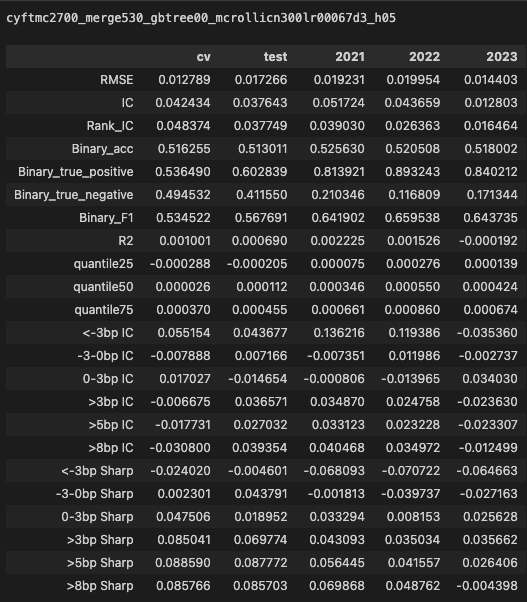 cyftmc2700_merge530_gbtree00_mcrollicn300lr00067d3_h05
cv test 2021 2022 2023
RMSE 0.012789 0.017266 0.019231 0.019954 0.014403
IC 0.042434 0.037643 0.051724 0.043659 0.012803
Rank_IC 0.048374 0.037749 0.039030 0.026363 0.016464
Binary_acc 0.516255 0.513011 0.525630 0.520508 0.518002
Binary_true_positive 0.536490 0.602839 0.813921 0.893243 0.840212
Binary_true_negative 0.494532 0.411550 0.210346 0.116809 0.171344
Binary_F1 0.534522 0.567691 0.641902 0.659538 0.643735
R2 0.001001 0.000690 0.002225 0.001526 -0.000192
quantile25 -0.000288 -0.000205 0.000075 0.000276 0.000139
quantile50 0.000026 0.000112 0.000346 0.000550 0.000424
quantile75 0.000370 0.000455 0.000661 0.000860 0.000674
<-3bp IC 0.055154 0.043677 0.136216 0.119386 -0.035360
-3-0bp IC -0.007888 0.007166 -0.007351 0.011986 -0.002737
0-3bp IC 0.017027 -0.014654 -0.000806 -0.013965 0.034030
>3bp IC -0.006675 0.036571 0.034870 0.024758 -0.023630
>5bp IC -0.017731 0.027032 0.033123 0.023228 -0.023307
>8bp IC -0.030800 0.039354 0.040468 0.034972 -0.012499
<-3bp Sharp -0.024020 -0.004601 -0.068093 -0.070722 -0.064663
-3-0bp Sharp 0.002301 0.043791 -0.001813 -0.039737 -0.027163
0-3bp Sharp 0.047506 0.018952 0.033294 0.008153 0.025628
>3bp Sharp 0.085041 0.069774 0.043093 0.035034 0.035662
>5bp Sharp 0.088590 0.087772 0.056445 0.041557 0.026406
>8bp Sharp 0.085766 0.085703 0.069868 0.048762 -0.004398